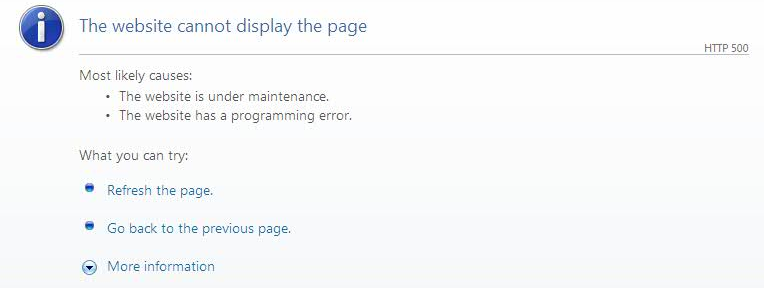 The website cannot display the page
HTTP 500
Most likely causes:
• The website is under maintenance.
• The website has a programming error.
What you can try:
Refresh the page.
Go back to the previous page.
More information